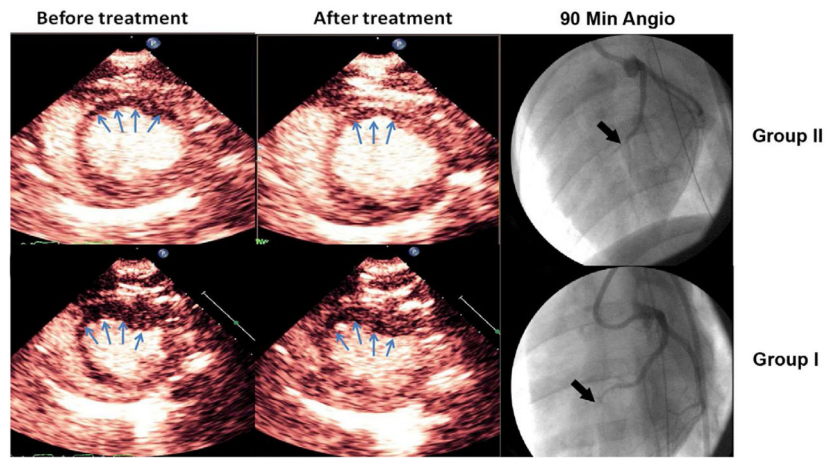 Before treatment After treatment 90 Min Angio
Group II
Group I